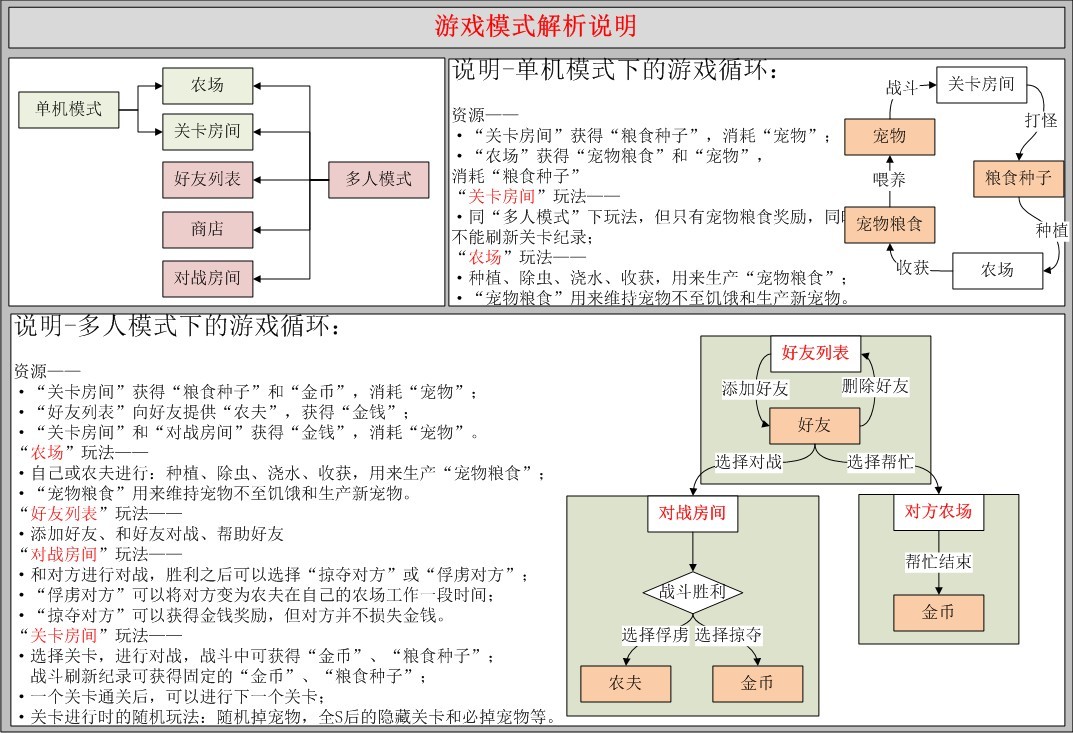 游戏模式解析说明
单机模式
农场
关卡房间
好友列表
商店
对战房间
多人模式
说明-单机模式下的游戏循环：
资源——
·“关卡房间”获得“粮食种子”，消耗“宠物”；
·“农场”获得“宠物粮食”和“宠物”，
消耗“粮食种子”
“关卡房间”玩法——
·同“多人模式”下玩法，但只有宠物粮食奖励，同
不能刷新关卡纪录；
“农场”玩法——
·种植、除虫、浇水、收获，用来生产“宠物粮食”；
·“宠物粮食”用来维持宠物不至饥饿和生产新宠物。
战斗
关卡房间
打怪
宠物
喂养
粮食种子
宠物粮食
种植
收获
农场
说明-多人模式下的游戏循环：
资源——
·“关卡房间”获得“粮食种子”和“金币”，消耗“宠物”；
·“好友列表”向好友提供“农夫”，获得“金钱”；
·“关卡房间”和“对战房间”获得“金钱”，消耗“宠物”。
“农场”玩法——
·自己或农夫进行：种植、除虫、浇水、收获，用来生产“宠物粮食”；
·“宠物粮食”用来维持宠物不至饥饿和生产新宠物。
“好友列表”玩法——
·添加好友、和好友对战、帮助好友
“对战房间”玩法——
·和对方进行对战，胜利之后可以选择“掠夺对方”或“俘虏对方”；
·“俘虏对方”可以将对方变为农夫在自己的农场工作一段时间；
·“掠夺对方”可以获得金钱奖励，但对方并不损失金钱。
“关卡房间”玩法——
·选择关卡，进行对战，战斗中可获得“金币”、“粮食种子”；
战斗刷新纪录可获得固定的“金币”、“粮食种子”；
·一个关卡通关后，可以进行下一个关卡；
·关卡进行时的随机玩法：随机掉宠物，全S后的隐藏关卡和必掉宠物等。
好友列表
添加好友
删除好友
好友
选择对战
选择帮忙
对战房间
战斗胜利
选择俘虏
选择掠夺
农夫
金币
对方农场
帮忙结束
金币